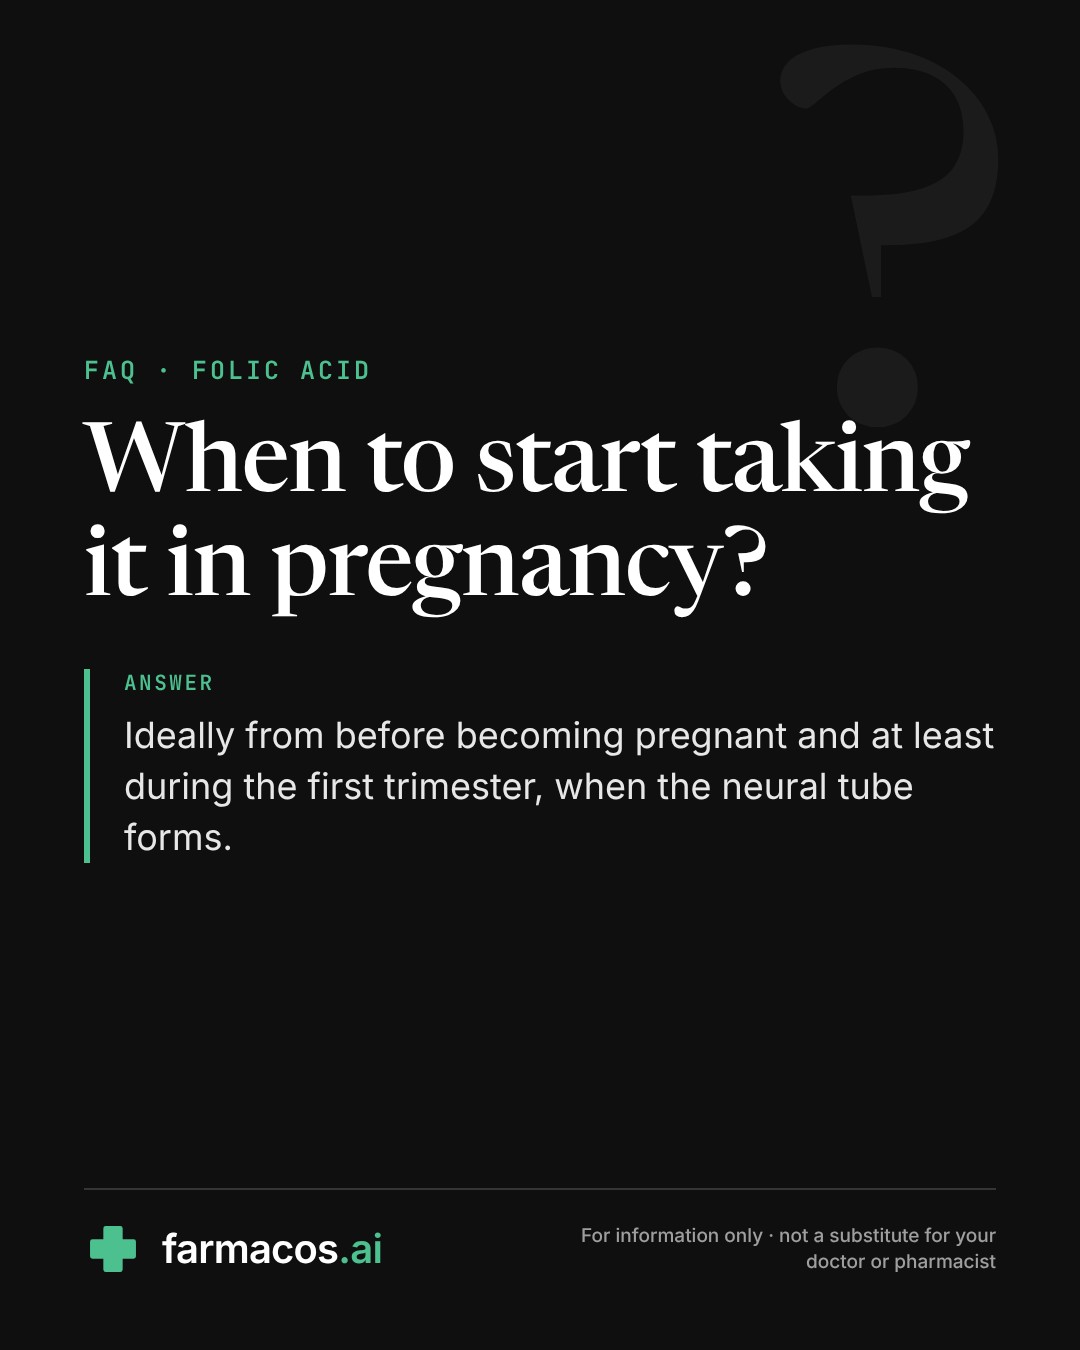 ?
FAQ · FOLIC ACID
When to start taking
it in pregnancy?
ANSWER
Ideally from before becoming pregnant and at least
during the first trimester, when the neural tube
forms.
farmacos.ai
For information only · not a substitute for your
doctor or pharmacist